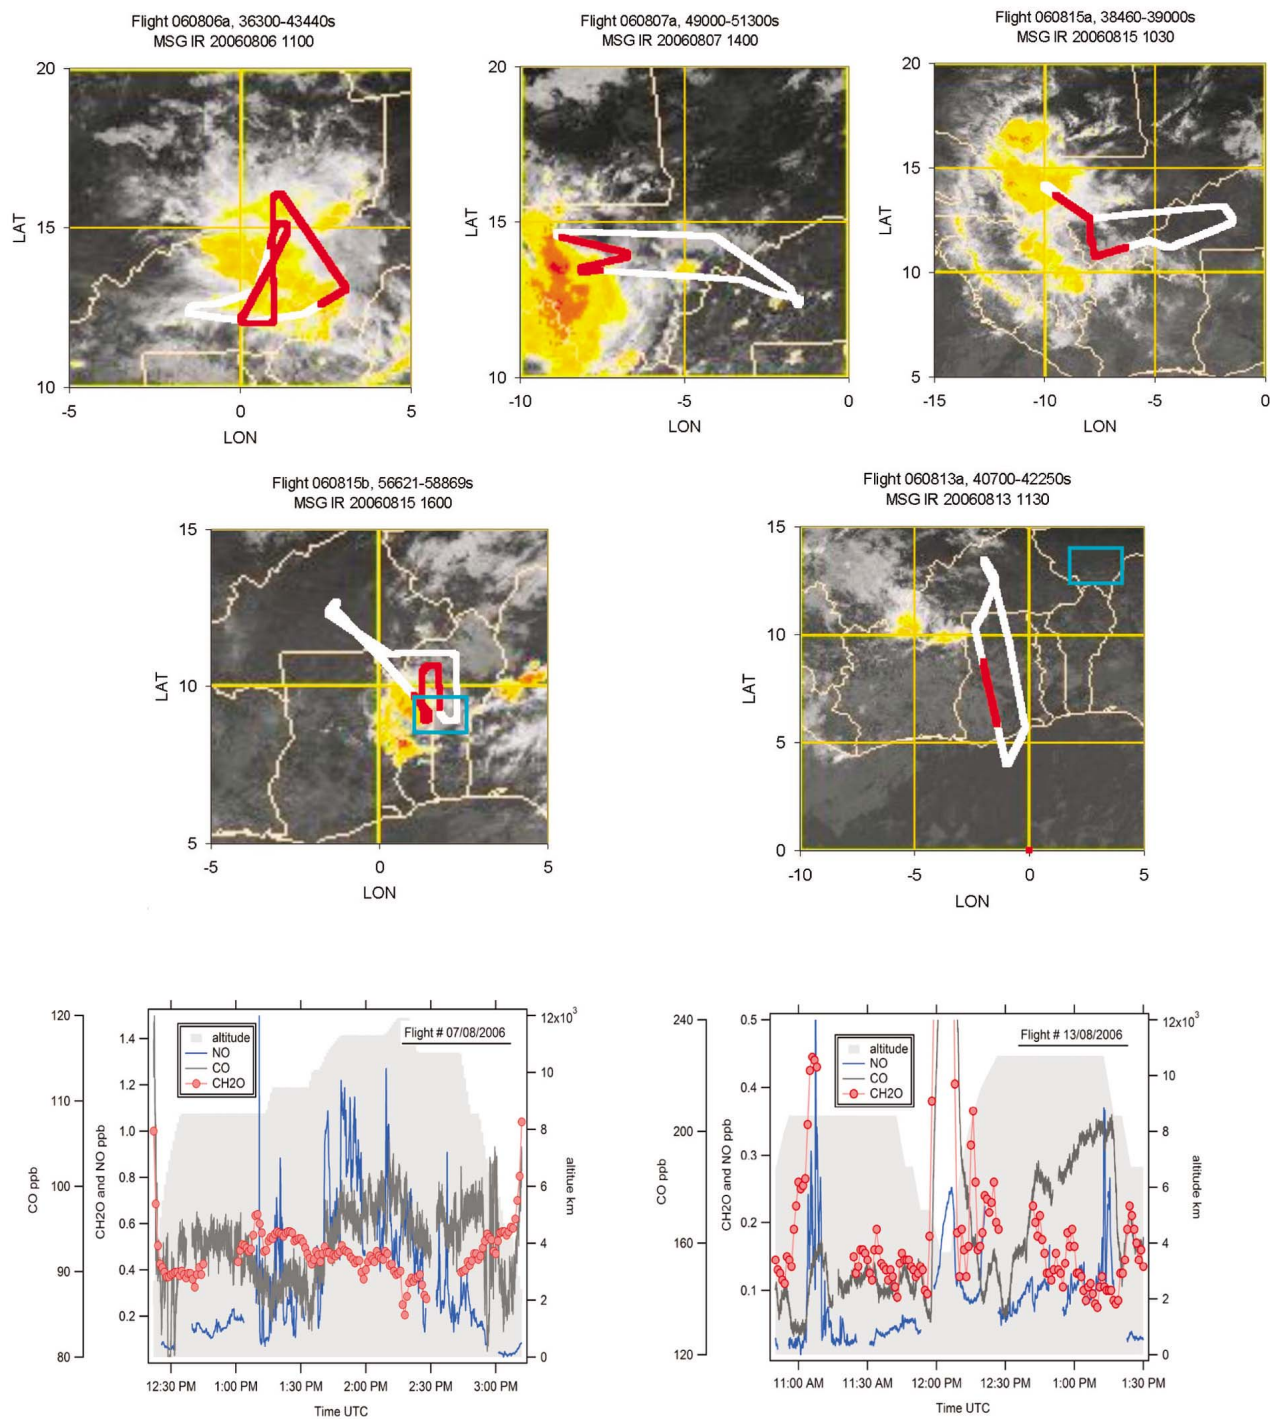 Flight 060806a, 36300-43440s
MSG IR 20060806 1100
20
15
10
LAT
-5
0
5
LON
Flight 060807a, 49000-51300s
MSG IR 20060807 1400
20
15
10
LAT
-10
-5
0
LON
Flight 060815a, 38460-39000s
MSG IR 20060815 1030
20
15
10
5
LAT
-15
-10
-5
0
LON
Flight 060815b, 56621-58869s
MSG IR 20060815 1600
15
10
5
LAT
-5
0
5
LON
Flight 060813a, 40700-42250s
MSG IR 20060813 1130
15
10
5
0
LAT
-10
-5
0
5
LON
120
110
100
90
80
CO ppb
1.4
1.2
1.0
0.8
0.6
0.4
0.2
CH2O and NO ppb
altitude
NO
CO
CH2O
Flight # 07/08/2006
12x10³
10
8
6
4
2
0
altitue km
12:30 PM
1:00 PM
1:30 PM
2:00 PM
2:30 PM
3:00 PM
Time UTC
240
200
160
120
CO ppb
0.5
0.4
0.3
0.2
0.1
CH2O and NO ppb
altitude
NO
CO
CH2O
Flight # 13/08/2006
12x10³
10
8
6
4
2
0
altitude km
11:00 AM
11:30 AM
12:00 PM
12:30 PM
1:00 PM
1:30 PM
Time UTC